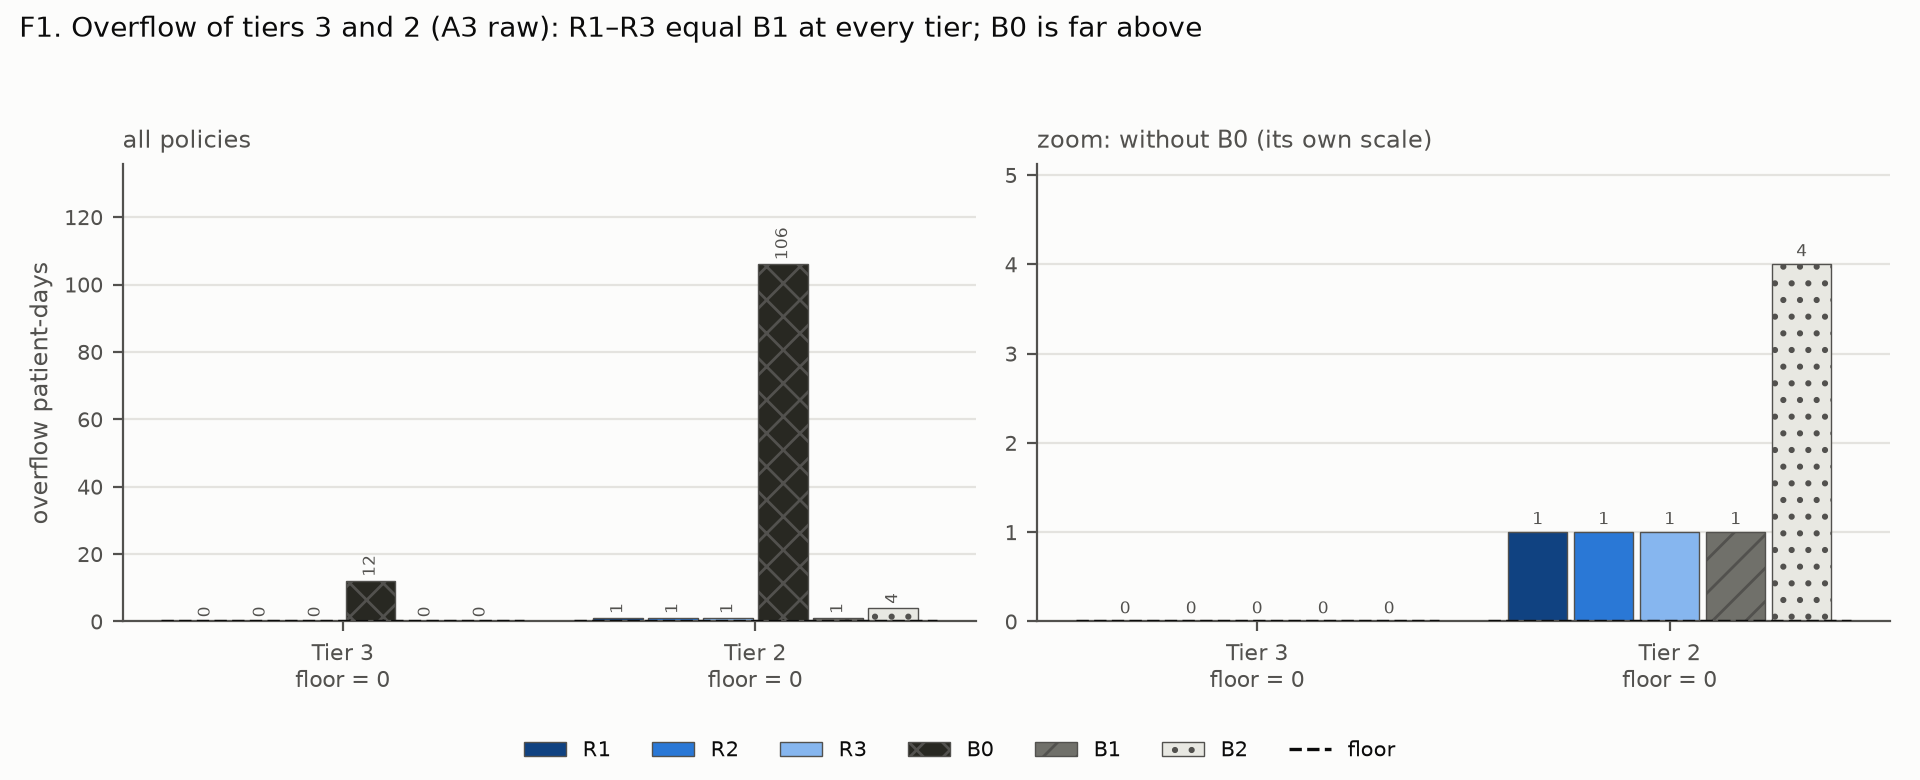 F1. Overflow of tiers 3 and 2 (A3 raw): R1–R3 equal B1 at every tier; B0 is far above
all policies
overflow patient-days
120
100
80
60
40
20
0
0 0 0 12 0 0
1 1 1 106 1 4
Tier 3
floor = 0
Tier 2
floor = 0
zoom: without B0 (its own scale)
5
4
3
2
1
0
0 0 0 0 0
1 1 1 1 4
Tier 3
floor = 0
Tier 2
floor = 0
R1 R2 R3 B0 B1 B2 floor